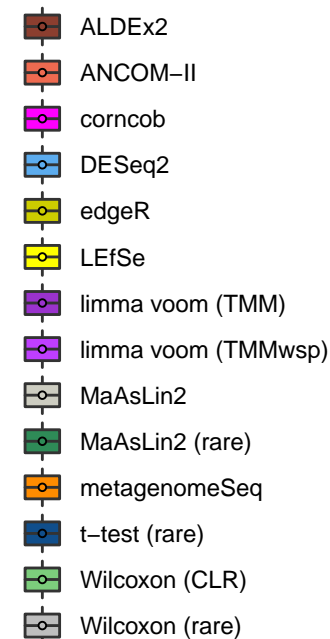 ALDEx2
ANCOM−II
corncob
DESeq2
edgeR
LEfSe
limma voom (TMM)
limma voom (TMMwsp)
MaAsLin2
MaAsLin2 (rare)
metagenomeSeq
t−test (rare)
Wilcoxon (CLR)
Wilcoxon (rare)